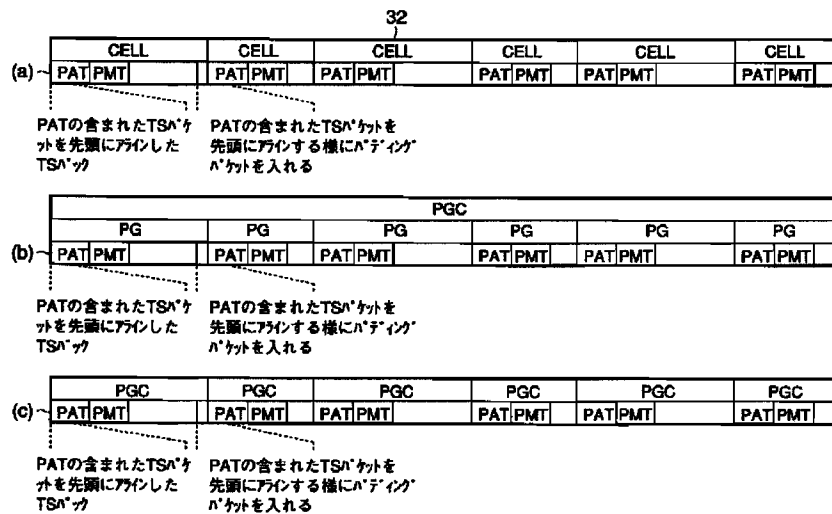 32
CELL CELL CELL CELL CELL CELL
(a) PAT PMT PAT PMT PAT PMT PAT PMT PAT PMT PAT PMT
PATの含まれたTSパケ PATの含まれたTSパケットを
ットを先頭にアラインした 先頭にアラインする様にパディング
TSパック パケットを入れる
PGC
PG PG PG PG PG PG
(b) PAT PMT PAT PMT PAT PMT PAT PMT PAT PMT PAT PMT
PATの含まれたTSパケ PATの含まれたTSパケットを
ットを先頭にアラインした 先頭にアラインする様にパディング
TSパック パケットを入れる
PGC PGC PGC PGC PGC PGC
(c) PAT PMT PAT PMT PAT PMT PAT PMT PAT PMT PAT PMT
PATの含まれたTSパケ PATの含まれたTSパケットを
ットを先頭にアラインした 先頭にアラインする様にパディング
TSパック パケットを入れる